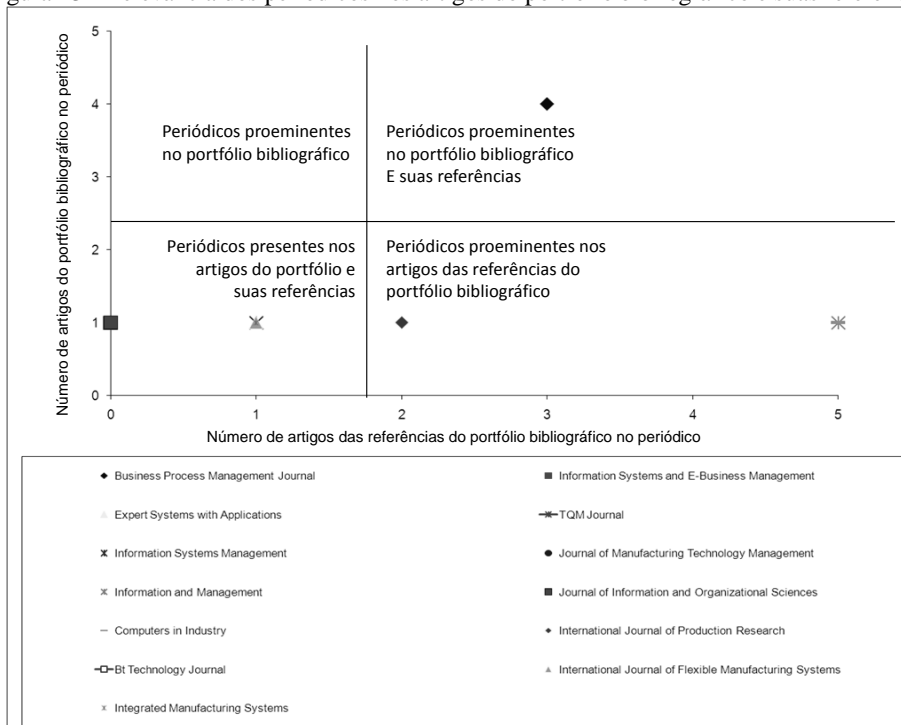 Número de artigos do portfólio bibliográfico no periódico
5
4
3
2
1
0
Periódicos proeminentes
no portfólio bibliográfico
Periódicos proeminentes
no portfólio bibliográfico
E suas referências
Periódicos presentes nos
artigos do portfólio e
suas referências
Periódicos proeminentes nos
artigos das referências do
portfólio bibliográfico
0 1 2 3 4 5
Número de artigos das referências do portfólio bibliográfico no periódico
Business Process Management Journal
Information Systems and E-Business Management
Expert Systems with Applications
TQM Journal
Information Systems Management
Journal of Manufacturing Technology Management
Information and Management
Journal of Information and Organizational Sciences
Computers in Industry
International Journal of Production Research
Bt Technology Journal
International Journal of Flexible Manufacturing Systems
Integrated Manufacturing Systems